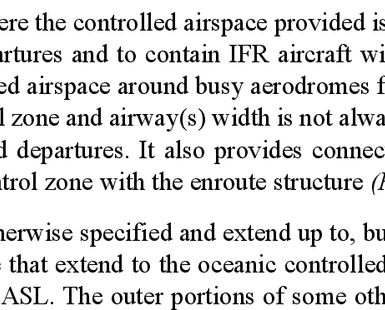 ere the controlled airspace provided is
artures and to contain IFR aircraft wi
ed airspace around busy aerodromes f
l zone and airway(s) width is not alwa
d departures. It also provides connec
ntrol zone with the enroute structure (
herwise specified and extend up to, bu
e that extend to the oceanic controlled
ASL. The outer portions of some oth